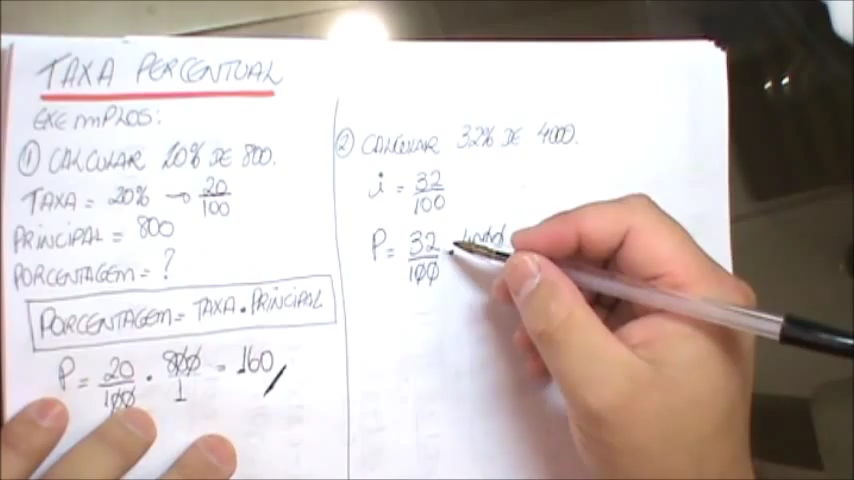 TAXA PERCENTUAL
EXEMPLOS:
① CALCULAR 20% DE 800.
TAXA = 20% → 20/100
PRINCIPAL = 800
PORCENTAGEM = ?
PORCENTAGEM = TAXA . PRINCIPAL
P = 20/100 . 800/1 = 160
② CALCULAR 32% DE 4000.
i = 32/100
P = 32/100 . 4000